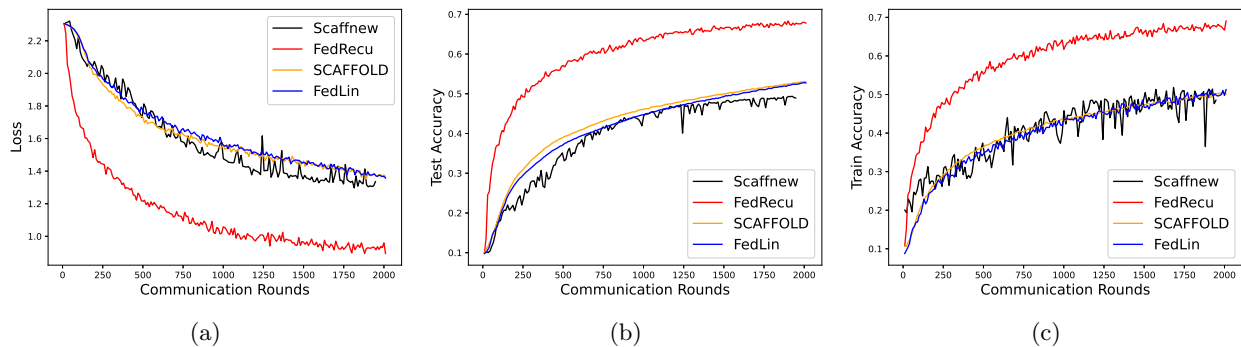 2.2
2.0
1.8
1.6
1.4
1.2
1.0
Loss
0 250 500 750 1000 1250 1500 1750 2000
Communication Rounds
Scaffnew
FedRecu
SCAFFOLD
FedLin
(a)
0.7
0.6
0.5
0.4
0.3
0.2
0.1
Test Accuracy
0 250 500 750 1000 1250 1500 1750 2000
Communication Rounds
Scaffnew
FedRecu
SCAFFOLD
FedLin
(b)
0.7
0.6
0.5
0.4
0.3
0.2
0.1
Train Accuracy
0 250 500 750 1000 1250 1500 1750 2000
Communication Rounds
Scaffnew
FedRecu
SCAFFOLD
FedLin
(c)